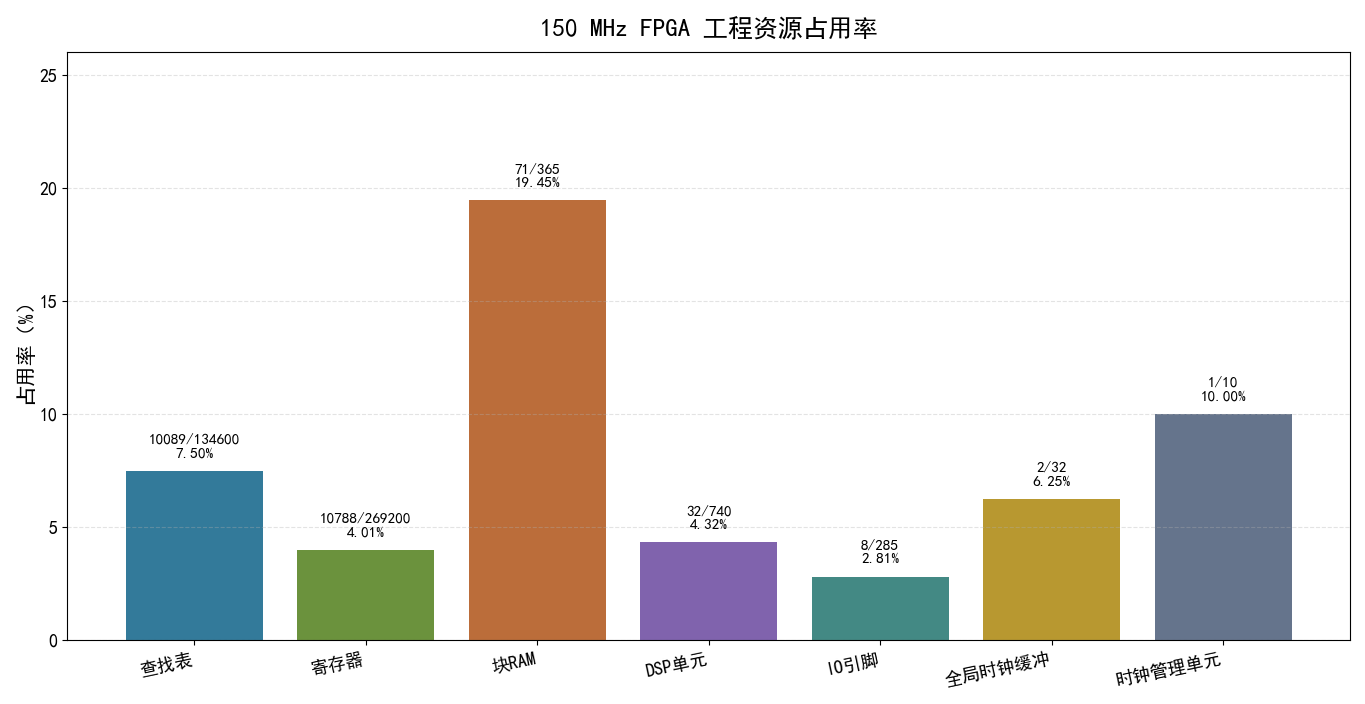 150 MHz FPGA 工程资源占用率
占用率 (%)
25
20
15
10
5
0
10089/134600
7.50%
10788/269200
4.01%
71/365
19.45%
32/740
4.32%
8/285
2.81%
2/32
6.25%
1/10
10.00%
查找表
寄存器
块RAM
DSP单元
IO引脚
全局时钟缓冲
时钟管理单元